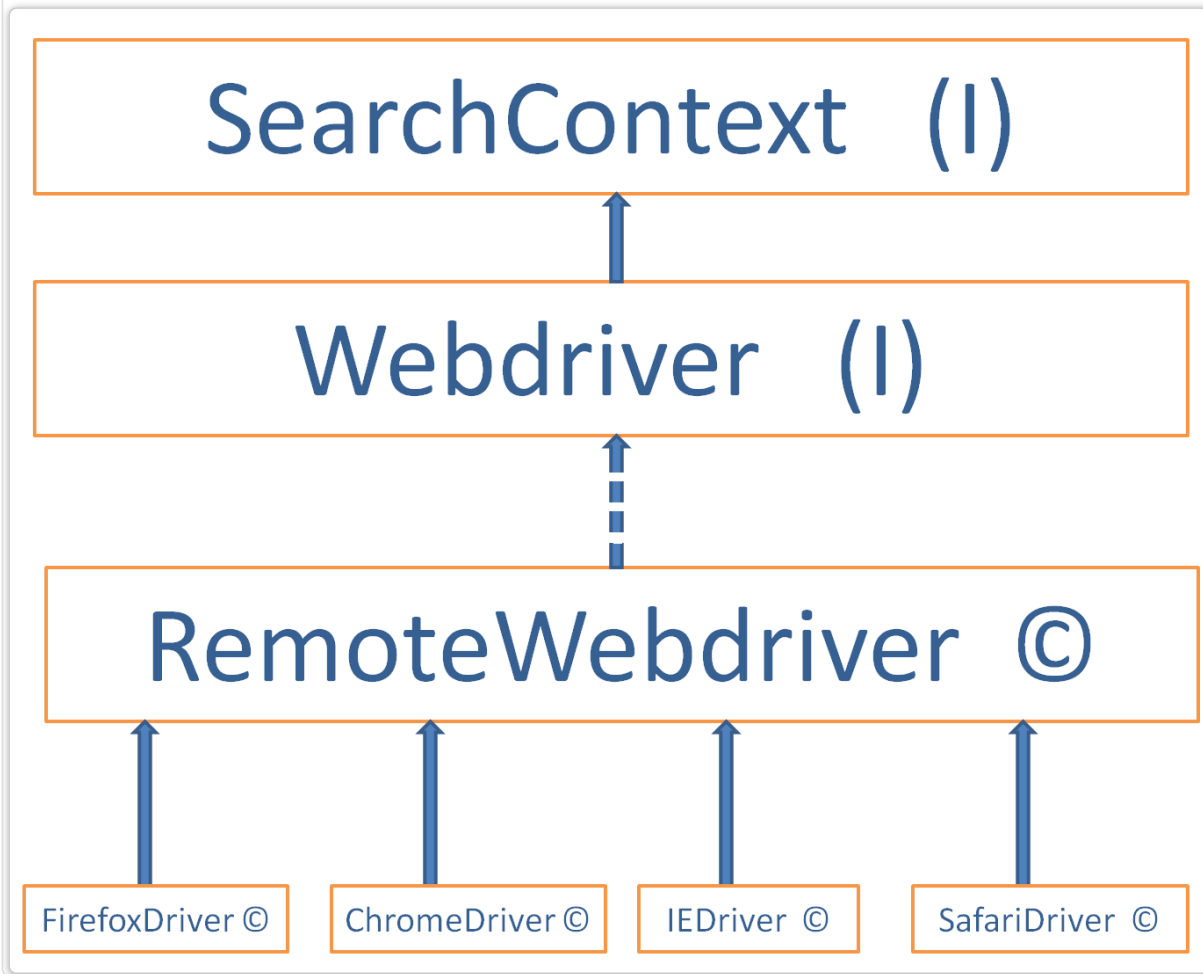 SearchContext (I)
Webdriver (I)
RemoteWebdriver ©
FirefoxDriver © ChromeDriver © IEDriver © SafariDriver ©